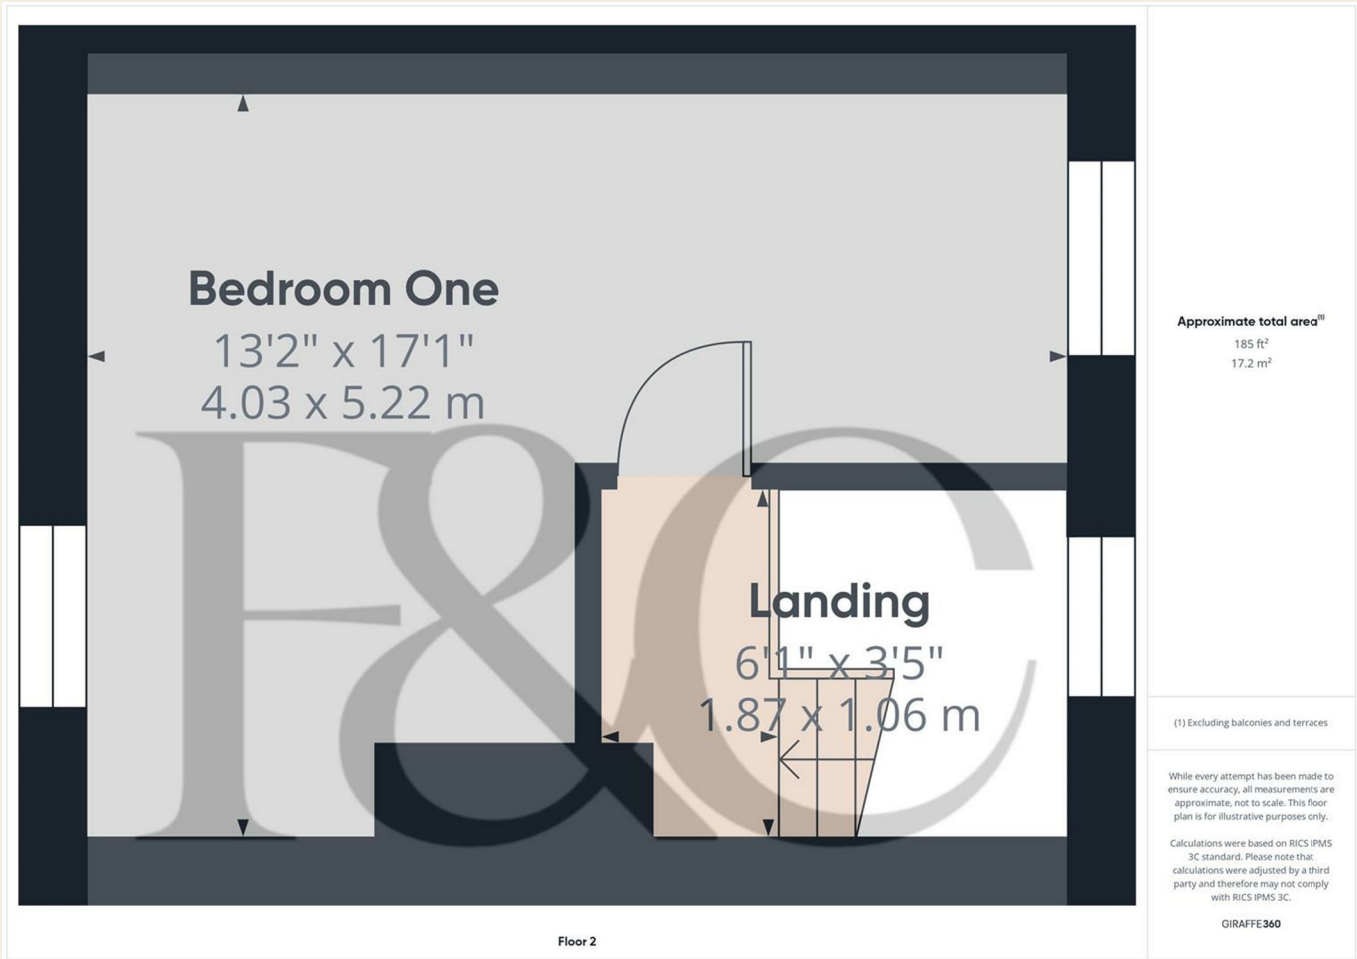 Bedroom One
13'2" x 17'1"
4.03 x 5.22 m
F&C
Landing
6'1" x 3'5"
1.87 x 1.06 m
Floor 2
Approximate total area(1)
185 ft²
17.2 m²
(1) Excluding balconies and terraces
While every attempt has been made to
ensure accuracy, all measurements are
approximate, not to scale. This floor
plan is for illustrative purposes only.
Calculations were based on RICS IPMS
3C standard. Please note that
calculations were adjusted by a third
party and therefore may not comply
with RICS IPMS 3C.
GIRAFFE360